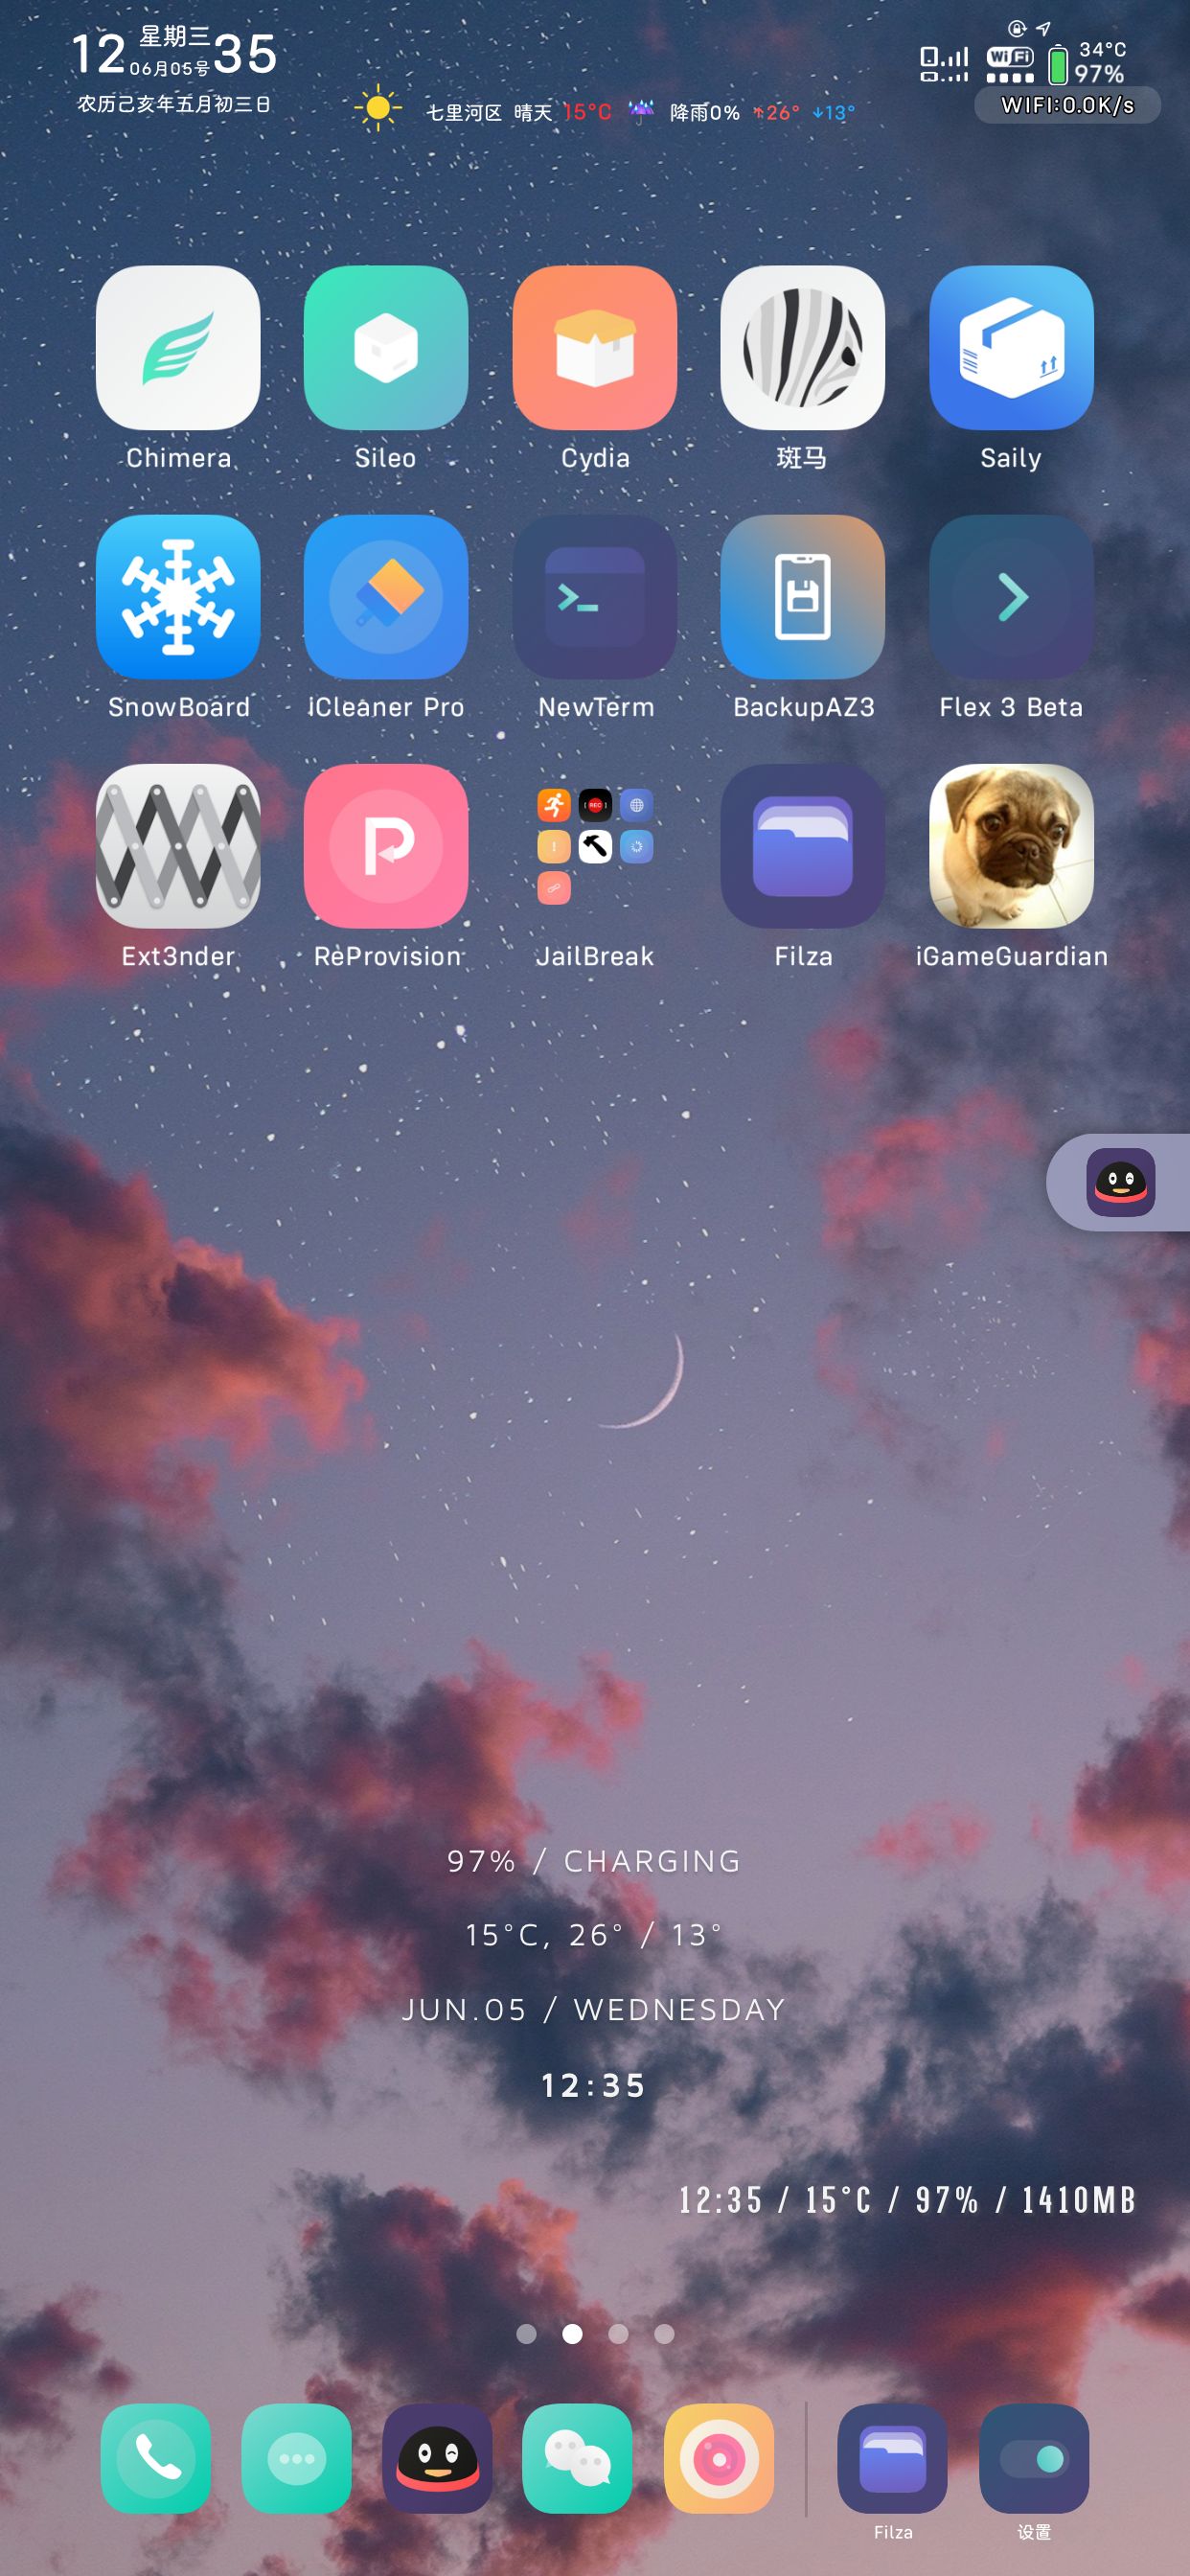 12 星期三 35
06月05号
农历己亥年五月初三日
34°C
WiFi 97%
WIFI:0.0K/s
七里河区 晴天 15°C 降雨0% 26° ↓13°
Chimera Sileo Cydia 斑马 Saily
SnowBoard iCleaner Pro NewTerm BackupAZ3 Flex 3 Beta
REC
Ext3nder ReProvision JailBreak Filza iGameGuardian
97% / CHARGING
15°C, 26° / 13°
JUN.05 / WEDNESDAY
12:35
12:35 / 15°C / 97% / 1410MB
Filza 设置